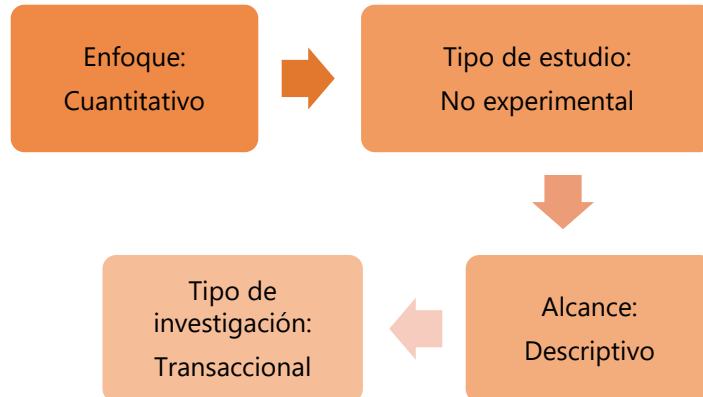 Enfoque:
Cuantitativo
Tipo de estudio:
No experimental
Alcance:
Descriptivo
Tipo de
investigación:
Transaccional